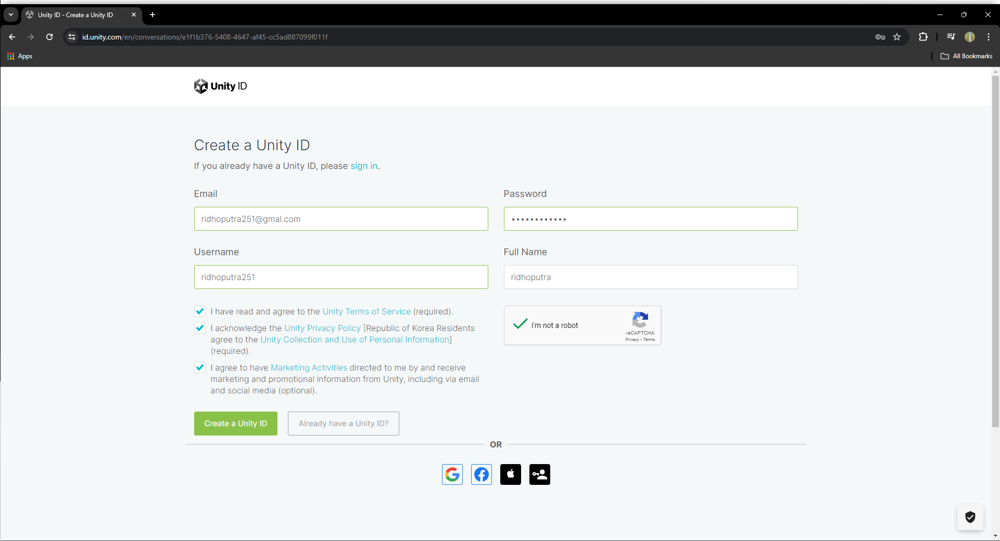 Unity ID - Create a Unity ID
id.unity.com/en/conversations/e1f1b376-5408-4647-af45-cc5ad887099f011f
Apps
All Bookmarks
Unity ID
Create a Unity ID
If you already have a Unity ID, please sign in.
Email
Password
ridhoputra251@gmal.com
••••••••••••
Username
Full Name
ridhoputra251
ridhoputra
I have read and agree to the Unity Terms of Service (required).
I acknowledge the Unity Privacy Policy [Republic of Korea Residents
agree to the Unity Collection and Use of Personal Information]
(required).
I'm not a robot
reCAPTCHA
Privacy - Terms
I agree to have Marketing Activities directed to me by and receive
marketing and promotional information from Unity, including via email
and social media (optional).
Create a Unity ID
Already have a Unity ID?
OR